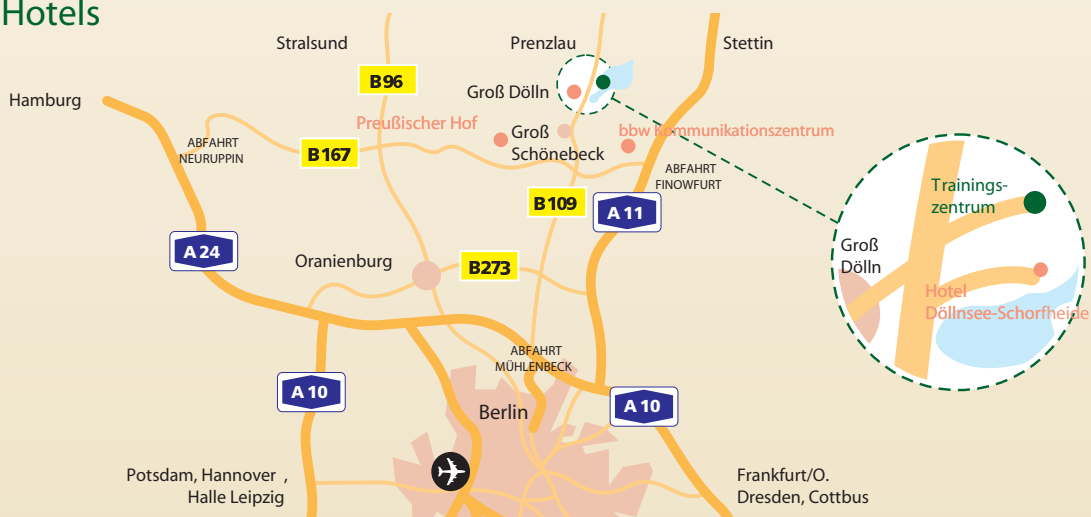 Hotels
Stralsund
Prenzlau
Stettin
B96
Groß Dölln
Hamburg
Preußischer Hof
Groß
Schönebeck
bbw Kommunikationszentrum
ABFAHRT
NEURUPPIN
B167
ABFAHRT
FINOWFURT
B109
A 11
Trainings-
zentrum
A 24
Oranienburg
B273
Groß
Dölln
Hotel
Döllnsee-Schorfheide
ABFAHRT
MÜHLENBECK
A 10
Berlin
A 10
Potsdam, Hannover ,
Halle Leipzig
Frankfurt/O.
Dresden, Cottbus